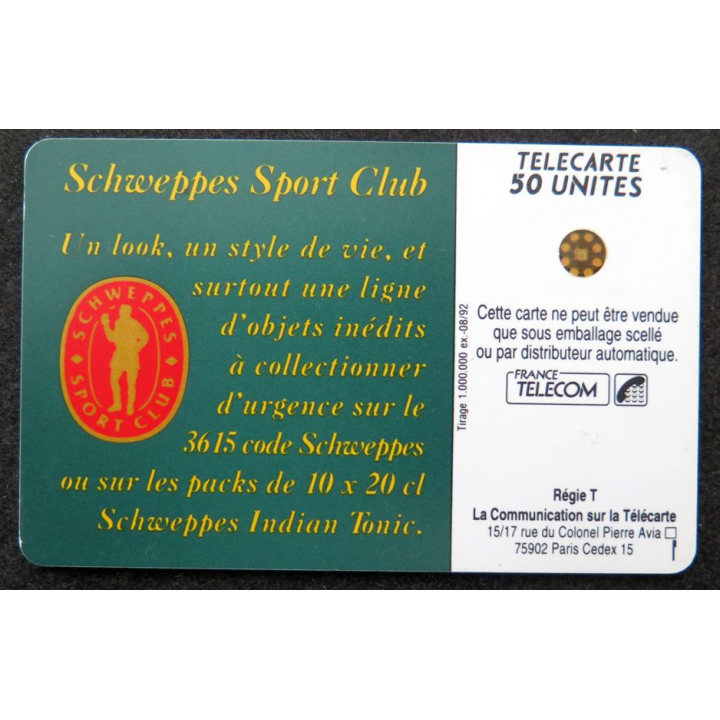 Schweppes Sport Club
Un look, un style de vie, et
surtout une ligne
d'objets inédits
à collectionner
d'urgence sur le
3615 code Schweppes
ou sur les packs de 10 x 20 cl
Schweppes Indian Tonic.
SCHWEPPES
SPORT CLUB
TELECARTE
50 UNITES
Tirage 1.000.000 ex.-08/92
Cette carte ne peut être vendue
que sous emballage scellé
ou par distributeur automatique.
FRANCE
TELECOM
Régie T
La Communication sur la Télécarte
15/17 rue du Colonel Pierre Avia
75902 Paris Cedex 15